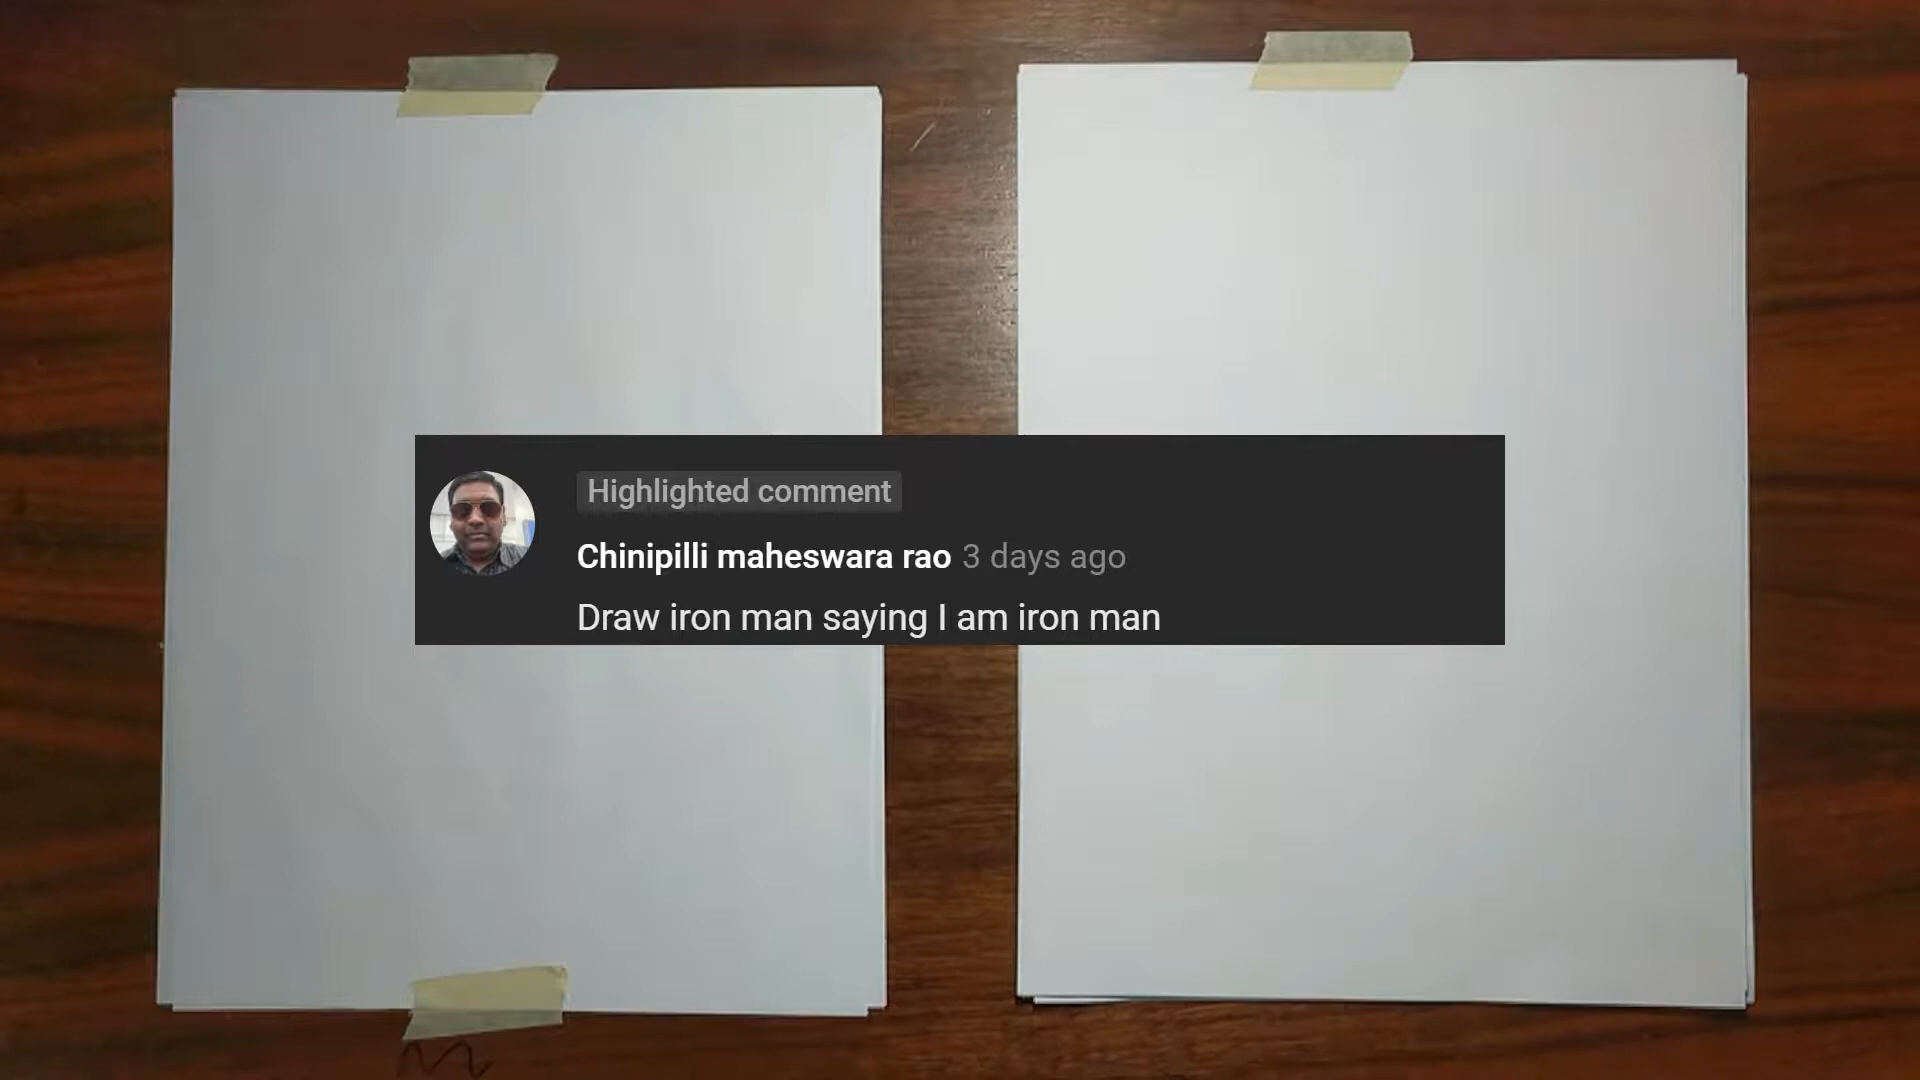 Highlighted comment
Chinipilli maheswara rao 3 days ago
Draw iron man saying I am iron man